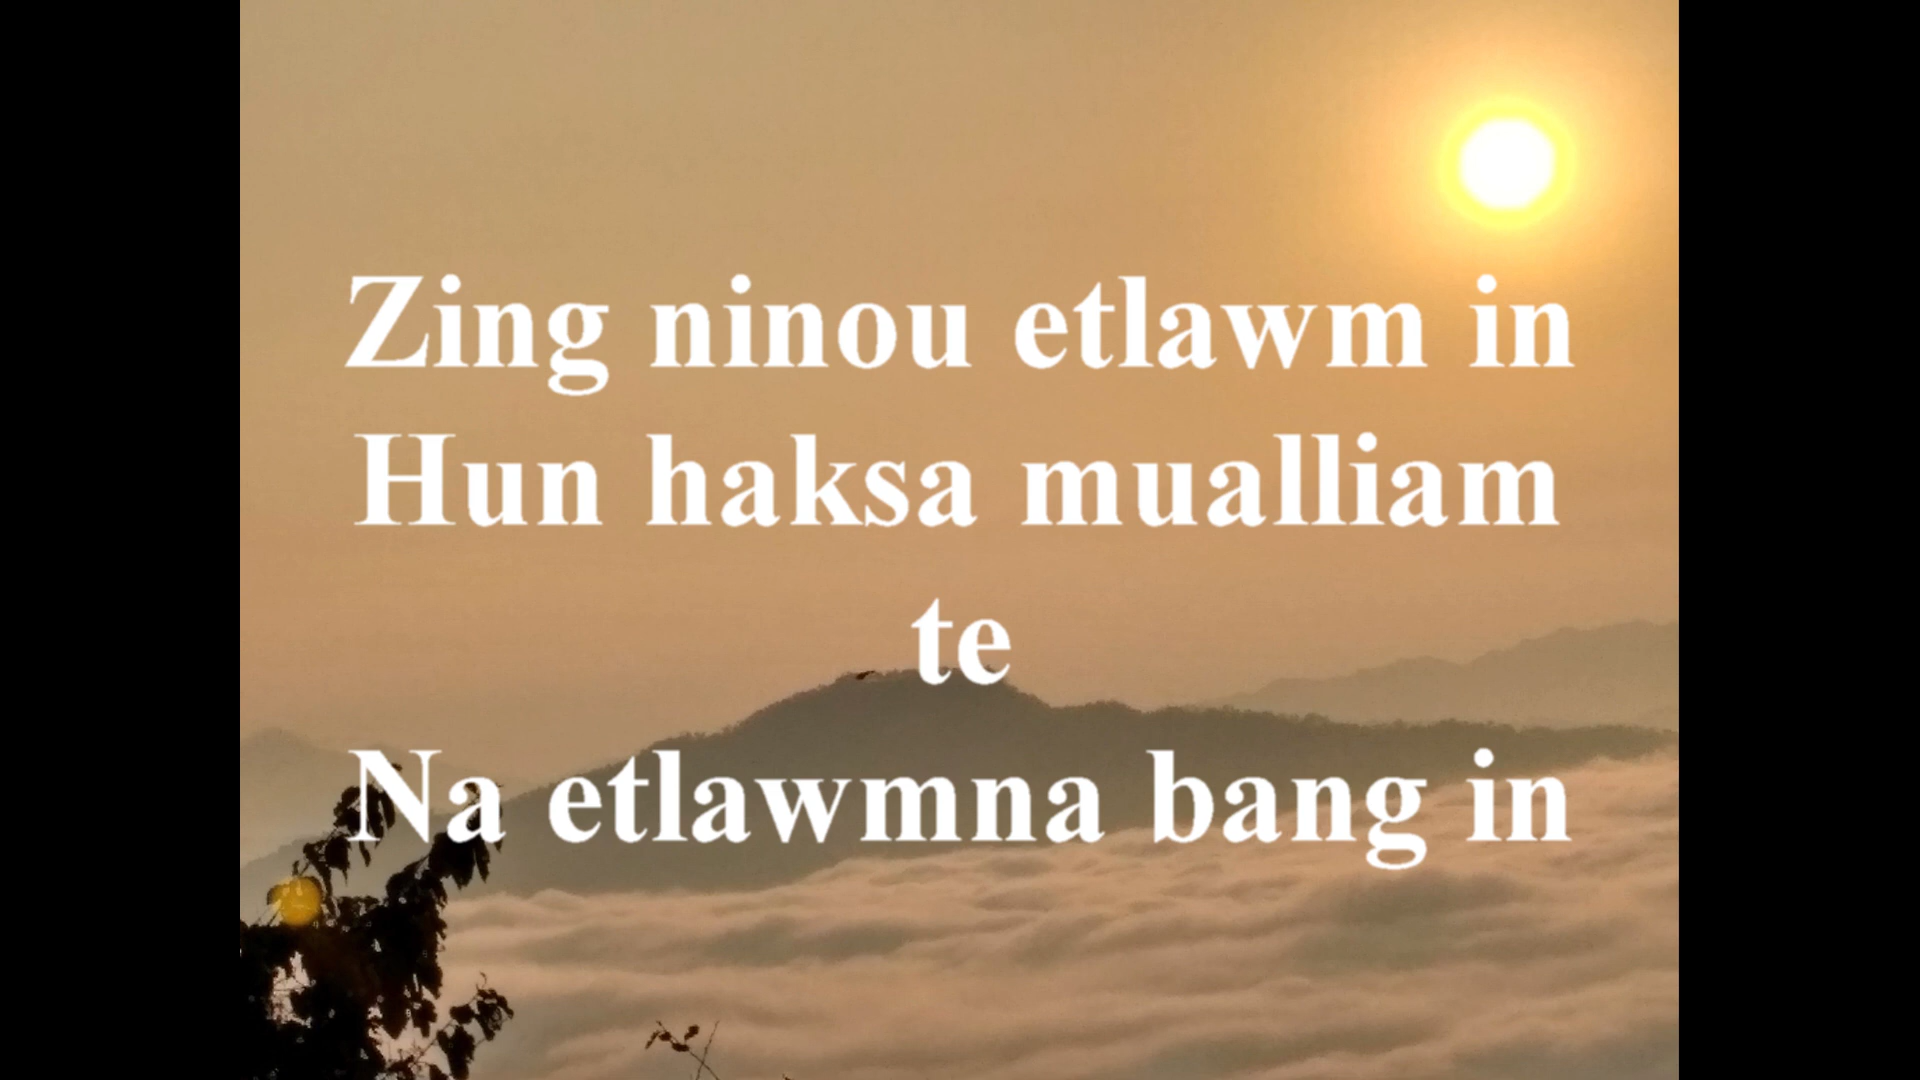 Zing ninou etlawm in
Hun haksa mualliam
te
Na etlawmna bang in